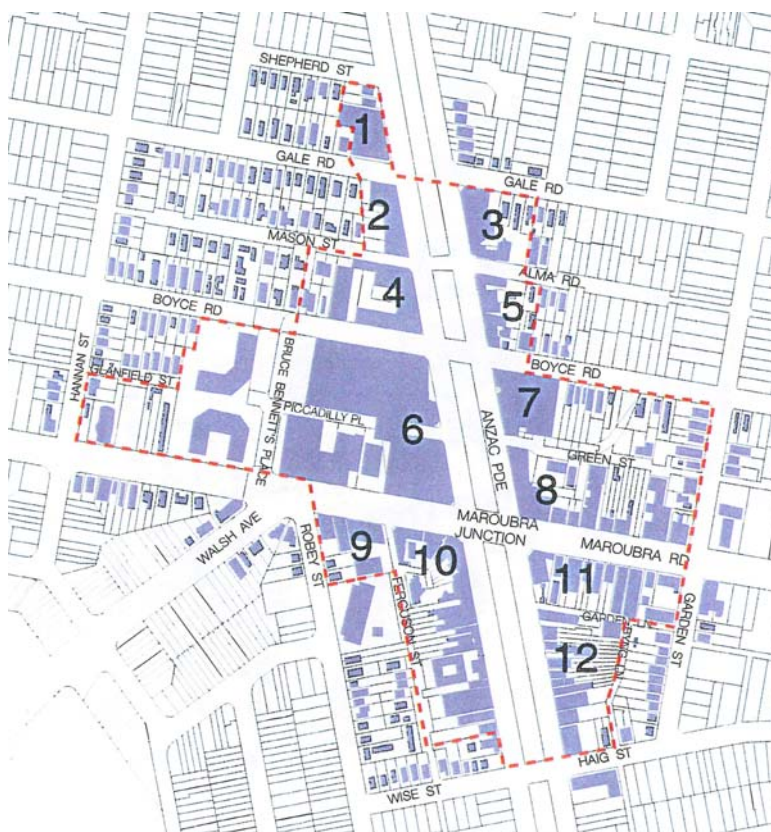 SHEPHERD ST
1
GALE RD
GALE RD
2
3
MASON ST
ALMA RD
4
5
BOYCE RD
BOYCE RD
HANNAN ST
GLANFIELD ST
BRUCE BENNETTS PLACE
PICCADILLY PL
6
ANZAC PDE
7
GREEN ST
8
MAROUBRA
JUNCTION
MAROUBRA RD
WALSH AVE
ROBEY ST
9
10
11
FERGUSON ST
GARDEN ST
12
HAIG ST
WISE ST